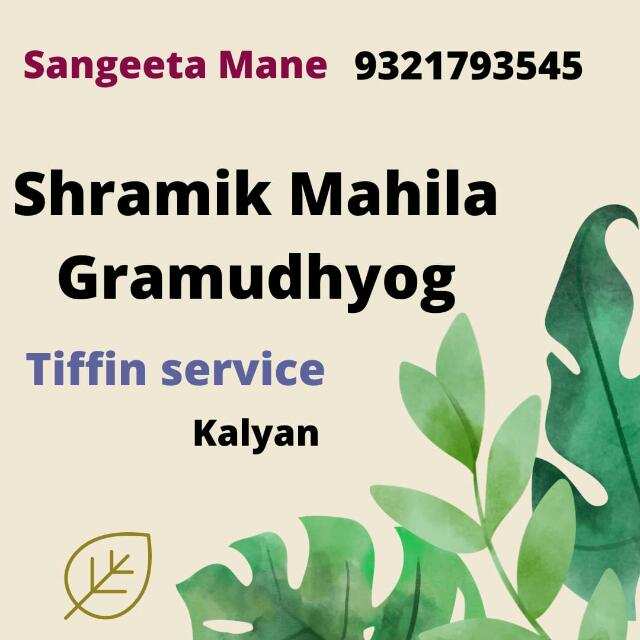 Sangeeta Mane 9321793545
Shramik Mahila
Gramudhyog
Tiffin service
Kalyan